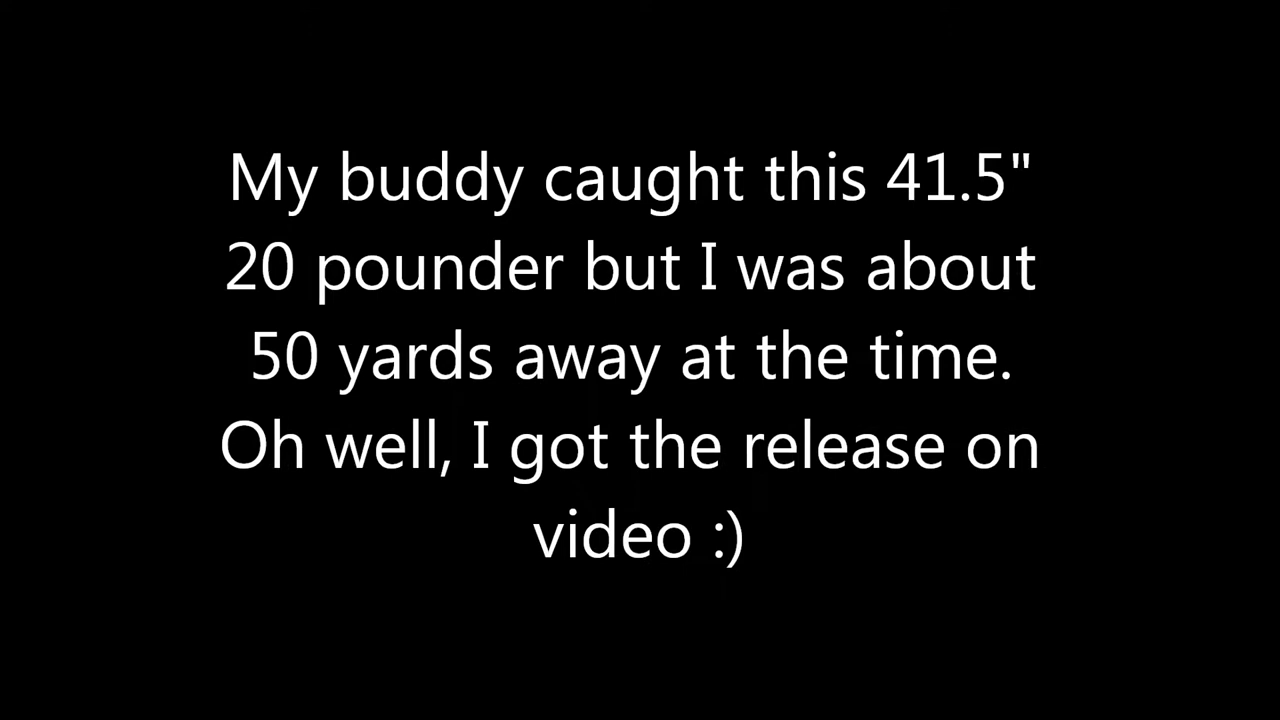 My buddy caught this 41.5"
20 pounder but I was about
50 yards away at the time.
Oh well, I got the release on
video :)